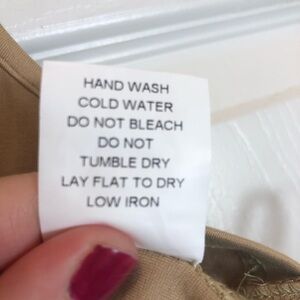 HAND WASH
COLD WATER
DO NOT BLEACH
DO NOT
TUMBLE DRY
LAY FLAT TO DRY
LOW IRON